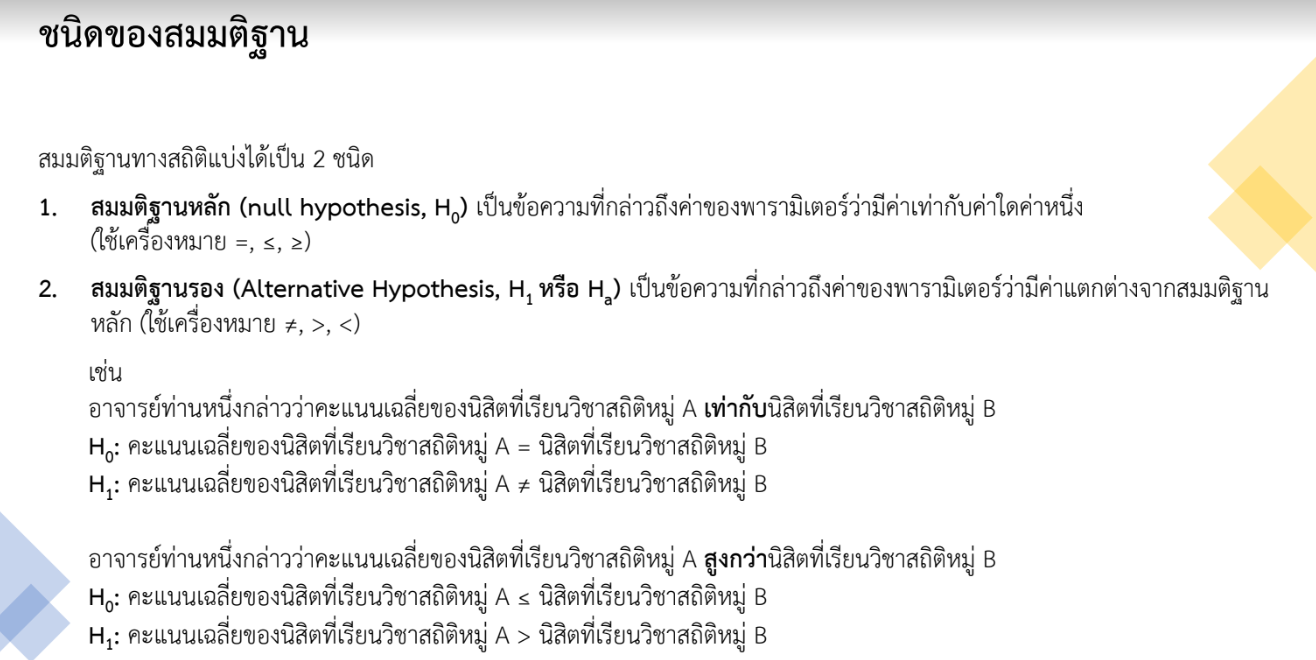 ชนิดของสมมติฐาน
สมมติฐานทางสถิติแบ่งได้เป็น 2 ชนิด
1. สมมติฐานหลัก (null hypothesis, H₀) เป็นข้อความที่กล่าวถึงค่าของพารามิเตอร์ว่ามีค่าเท่ากับค่าใดค่าหนึ่ง
(ใช้เครื่องหมาย =, ≤, ≥)
2. สมมติฐานรอง (Alternative Hypothesis, H₁ หรือ Hₐ) เป็นข้อความที่กล่าวถึงค่าของพารามิเตอร์ว่ามีค่าแตกต่างจากสมมติฐาน
หลัก (ใช้เครื่องหมาย ≠, >, <)
เช่น
อาจารย์ท่านหนึ่งกล่าวว่าคะแนนเฉลี่ยของนิสิตที่เรียนวิชาสถิติหมู่ A เท่ากับนิสิตที่เรียนวิชาสถิติหมู่ B
H₀: คะแนนเฉลี่ยของนิสิตที่เรียนวิชาสถิติหมู่ A = นิสิตที่เรียนวิชาสถิติหมู่ B
H₁: คะแนนเฉลี่ยของนิสิตที่เรียนวิชาสถิติหมู่ A ≠ นิสิตที่เรียนวิชาสถิติหมู่ B
อาจารย์ท่านหนึ่งกล่าวว่าคะแนนเฉลี่ยของนิสิตที่เรียนวิชาสถิติหมู่ A สูงกว่านิสิตที่เรียนวิชาสถิติหมู่ B
H₀: คะแนนเฉลี่ยของนิสิตที่เรียนวิชาสถิติหมู่ A ≤ นิสิตที่เรียนวิชาสถิติหมู่ B
H₁: คะแนนเฉลี่ยของนิสิตที่เรียนวิชาสถิติหมู่ A > นิสิตที่เรียนวิชาสถิติหมู่ B